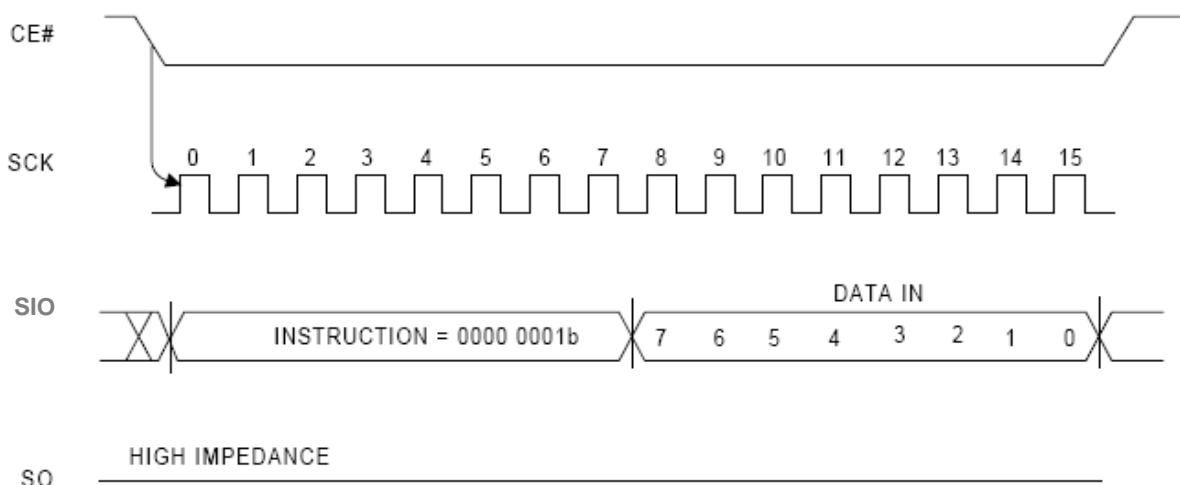 CE#
SCK 0 1 2 3 4 5 6 7 8 9 10 11 12 13 14 15
DATA IN
SIO INSTRUCTION = 0000 0001b 7 6 5 4 3 2 1 0
HIGH IMPEDANCE
SO